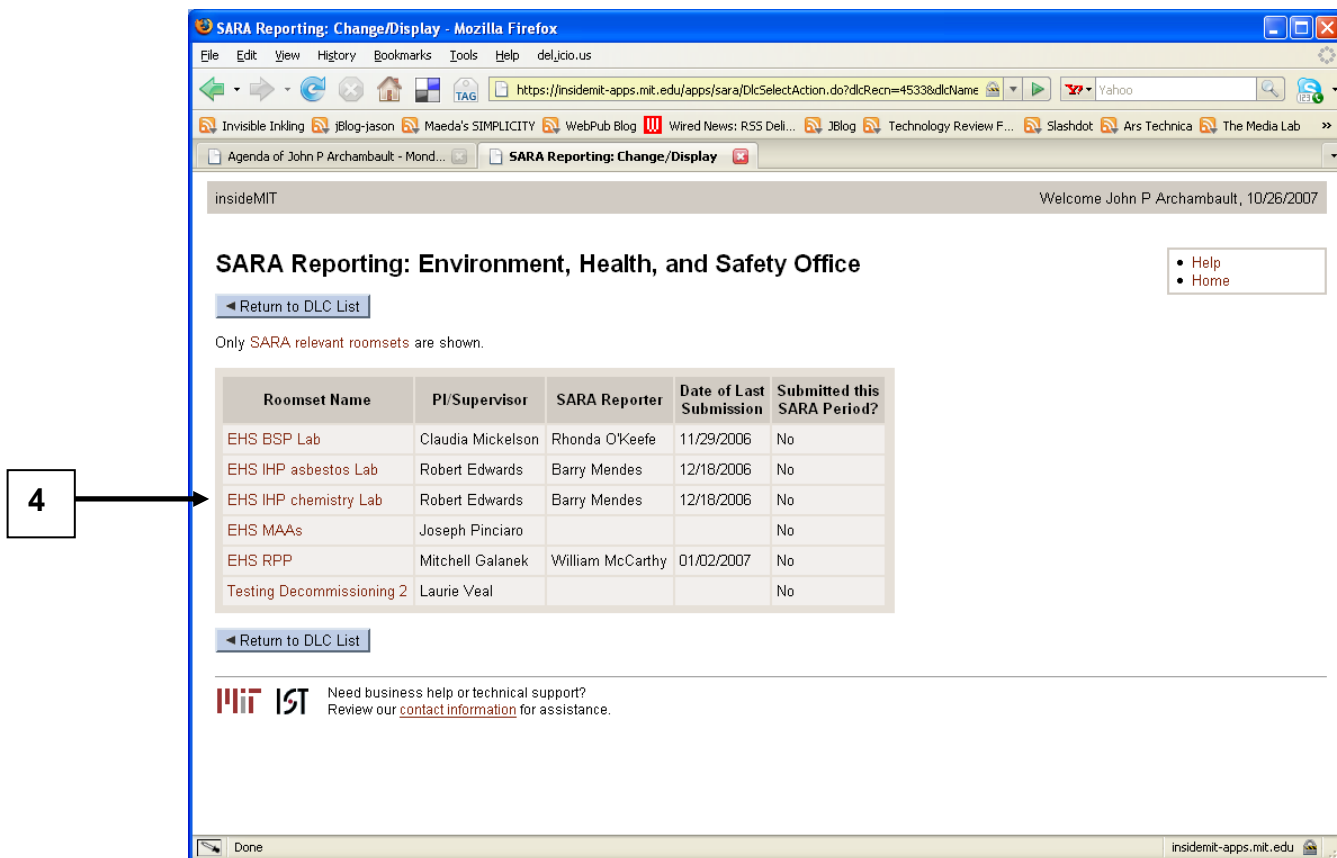 SARA Reporting: Change/Display - Mozilla Firefox
File Edit View History Bookmarks Tools Help del.icio.us
TAG https://insidemit-apps.mit.edu/apps/sara/DlcSelectAction.do?dlcRecn=4533&dlcName Y! Yahoo 123
Invisible Inkling jBlog-jason Maeda's SIMPLICITY WebPub Blog Wired News: RSS Deli... JBlog Technology Review F... Slashdot Ars Technica The Media Lab »
Agenda of John P Archambault - Mond... SARA Reporting: Change/Display
insideMIT Welcome John P Archambault, 10/26/2007
SARA Reporting: Environment, Health, and Safety Office
• Help
• Home
Return to DLC List
Only SARA relevant roomsets are shown.
Roomset Name PI/Supervisor SARA Reporter Date of Last Submission Submitted this SARA Period?
EHS BSP Lab Claudia Mickelson Rhonda O'Keefe 11/29/2006 No
EHS IHP asbestos Lab Robert Edwards Barry Mendes 12/18/2006 No
4 EHS IHP chemistry Lab Robert Edwards Barry Mendes 12/18/2006 No
EHS MAAs Joseph Pinciaro No
EHS RPP Mitchell Galanek William McCarthy 01/02/2007 No
Testing Decommissioning 2 Laurie Veal No
Return to DLC List
MIT IST Need business help or technical support?
Review our contact information for assistance.
Done insidemit-apps.mit.edu